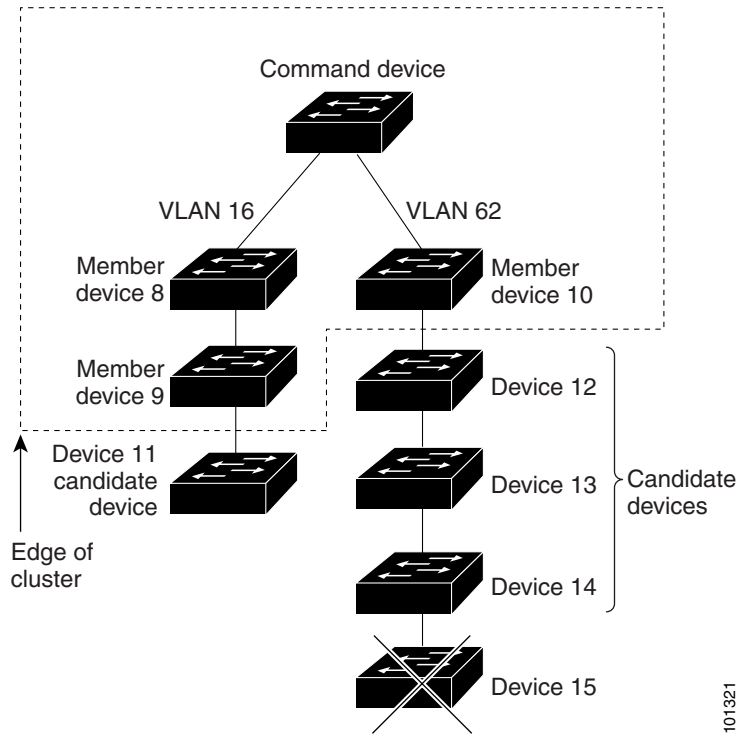 Command device
VLAN 16
VLAN 62
Member
device 8
Member
device 10
Member
device 9
Device 12
Device 11
candidate
device
Device 13
Candidate
devices
Edge of
cluster
Device 14
Device 15
101321